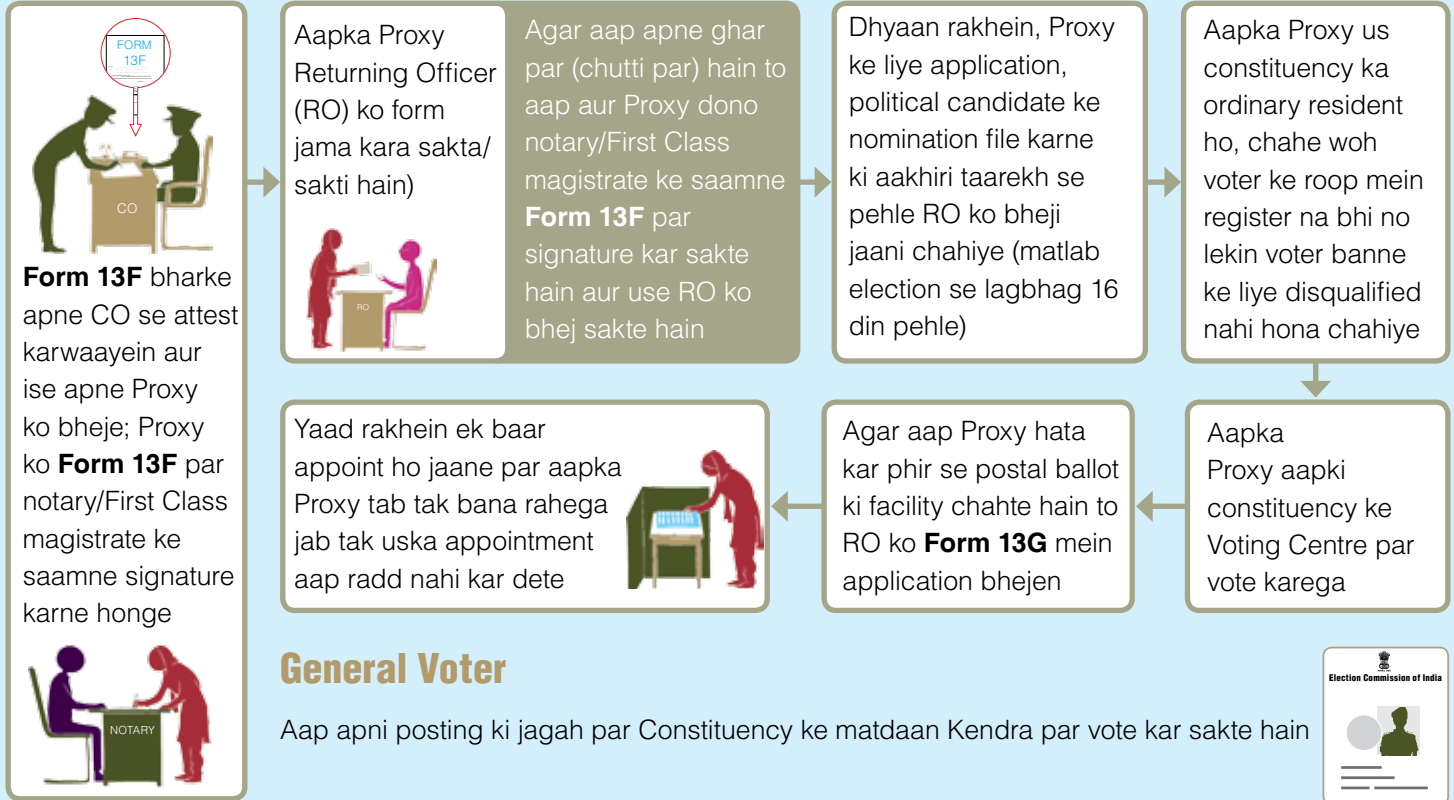 FORM
13F
CO
Form 13F bharke
apne CO se attest
karwaayein aur
ise apne Proxy
ko bheje; Proxy
ko Form 13F par
notary/First Class
magistrate ke
saamne signature
karne honge
NOTARY
Aapka Proxy
Returning Officer
(RO) ko form
jama kara sakta/
sakti hain)
RO
Agar aap apne ghar
par (chutti par) hain to
aap aur Proxy dono
notary/First Class
magistrate ke saamne
Form 13F par
signature kar sakte
hain aur use RO ko
bhej sakte hain
Dhyaan rakhein, Proxy
ke liye application,
political candidate ke
nomination file karne
ki aakhiri taarekh se
pehle RO ko bheji
jaani chahiye (matlab
election se lagbhag 16
din pehle)
Aapka Proxy us
constituency ka
ordinary resident
ho, chahe woh
voter ke roop mein
register na bhi no
lekin voter banne
ke liye disqualified
nahi hona chahiye
Aapka
Proxy aapki
constituency ke
Voting Centre par
vote karega
Agar aap Proxy hata
kar phir se postal ballot
ki facility chahte hain to
RO ko Form 13G mein
application bhejen
Yaad rakhein ek baar
appoint ho jaane par aapka
Proxy tab tak bana rahega
jab tak uska appointment
aap radd nahi kar dete
General Voter
Aap apni posting ki jagah par Constituency ke matdaan Kendra par vote kar sakte hain
Election Commission of India